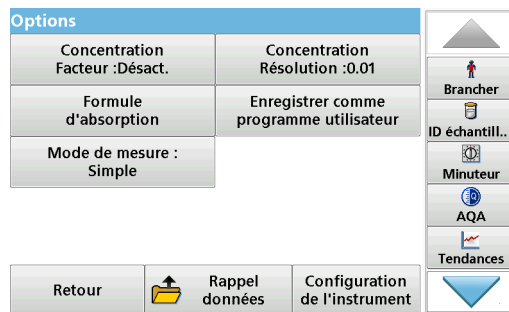 Options
Concentration
Facteur :Désact.
Concentration
Résolution :0.01
Formule
d'absorption
Enregistrer comme
programme utilisateur
Mode de mesure :
Simple
Brancher
ID échantill..
Minuteur
AQA
Tendances
Retour
Rappel
données
Configuration
de l'instrument